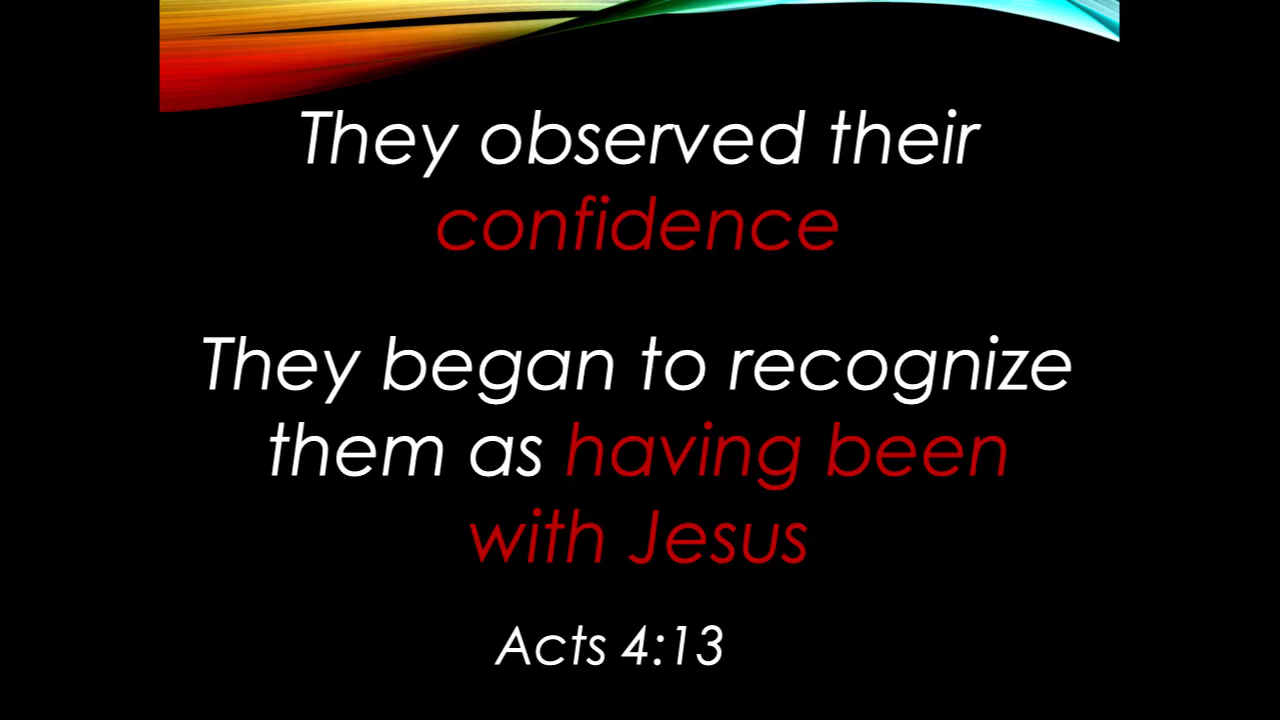 They observed their
confidence
They began to recognize
them as having been
with Jesus
Acts 4:13